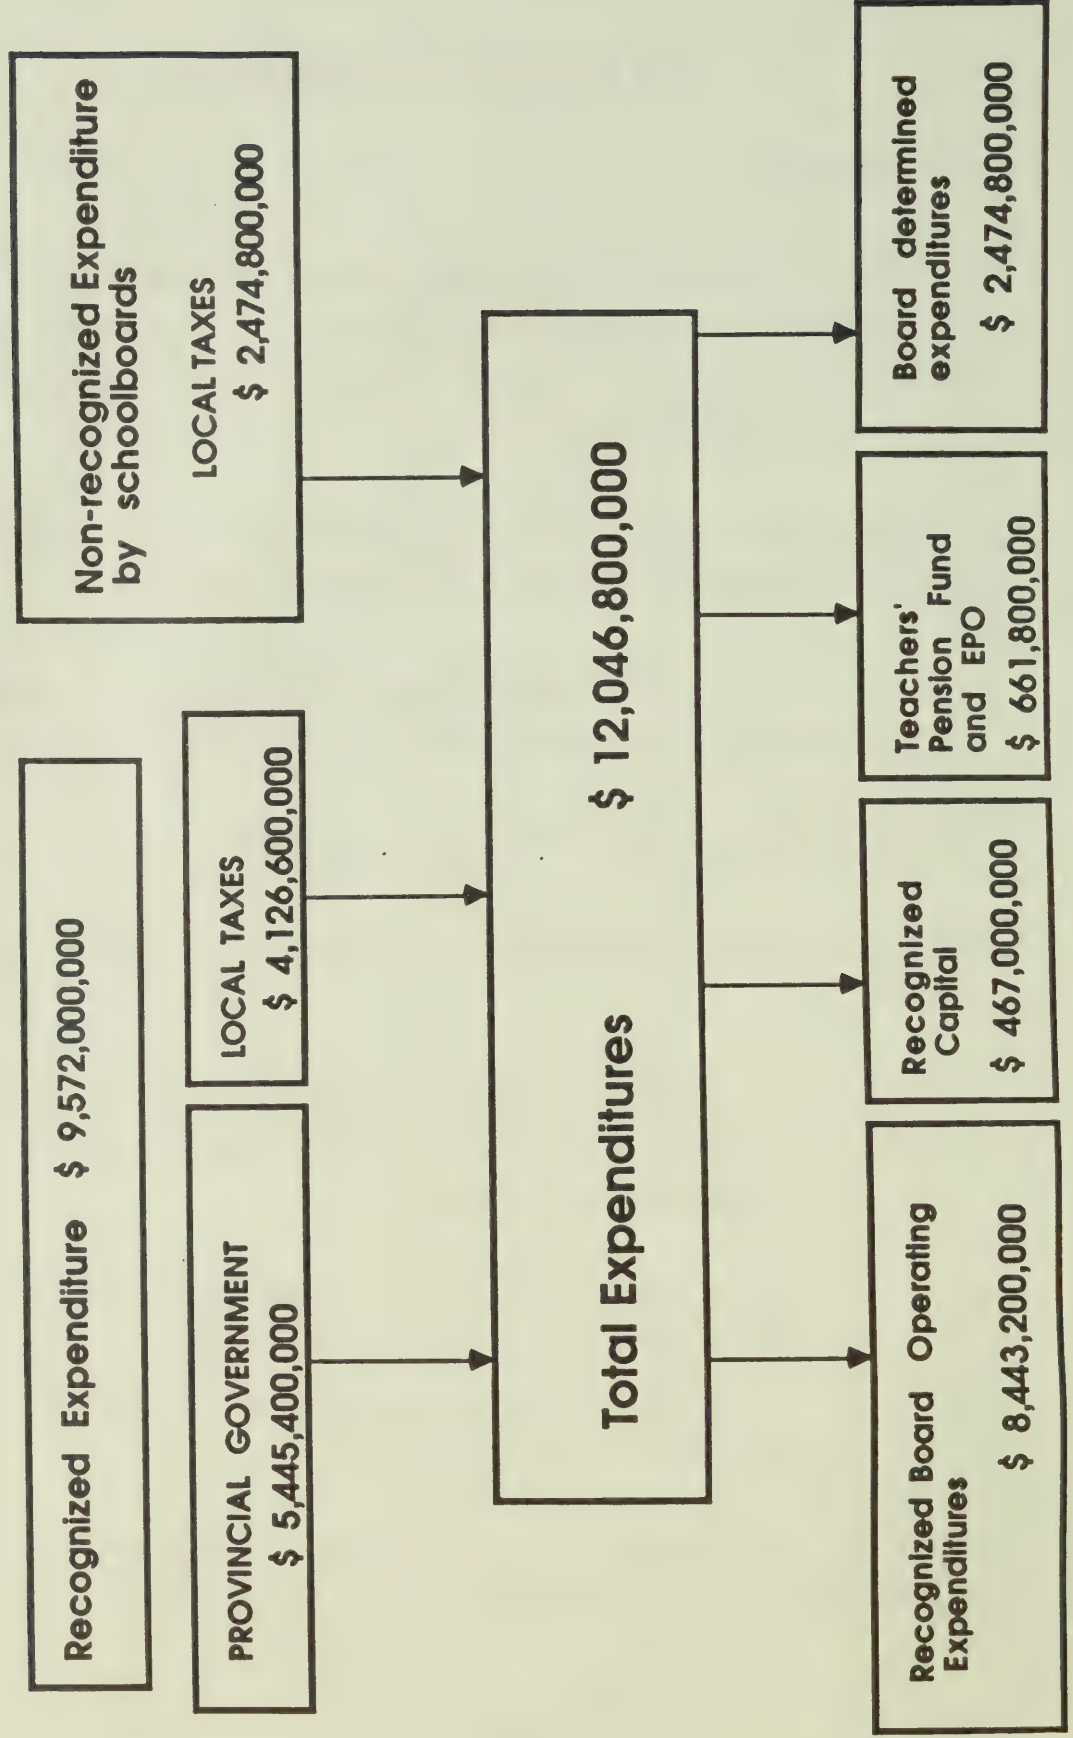 Recognized Expenditure $ 9,572,000,000
PROVINCIAL GOVERNMENT
$ 5,445,400,000
LOCAL TAXES
$ 4,126,600,000
Non-recognized Expenditure
by schoolboards
LOCAL TAXES
$ 2,474,800,000
Total Expenditures $ 12,046,800,000
Recognized Board Operating
Expenditures
$ 8,443,200,000
Recognized
Capital
$ 467,000,000
Teachers'
Pension Fund
and EPO
$ 661,800,000
Board determined
expenditures
$ 2,474,800,000